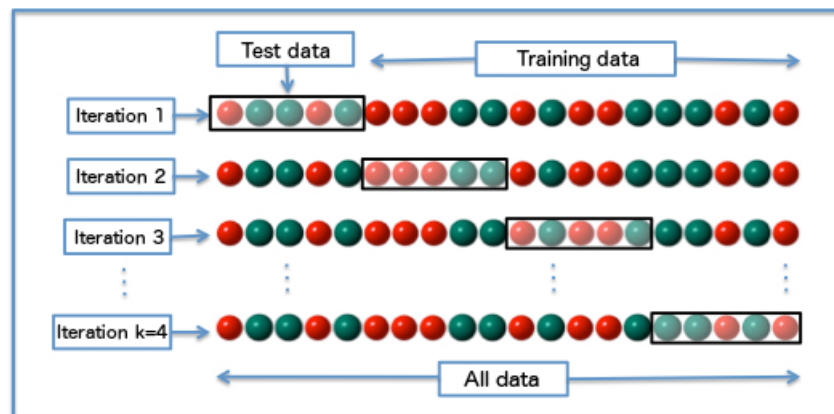 Test data
Training data
Iteration 1
Iteration 2
Iteration 3
Iteration k=4
All data